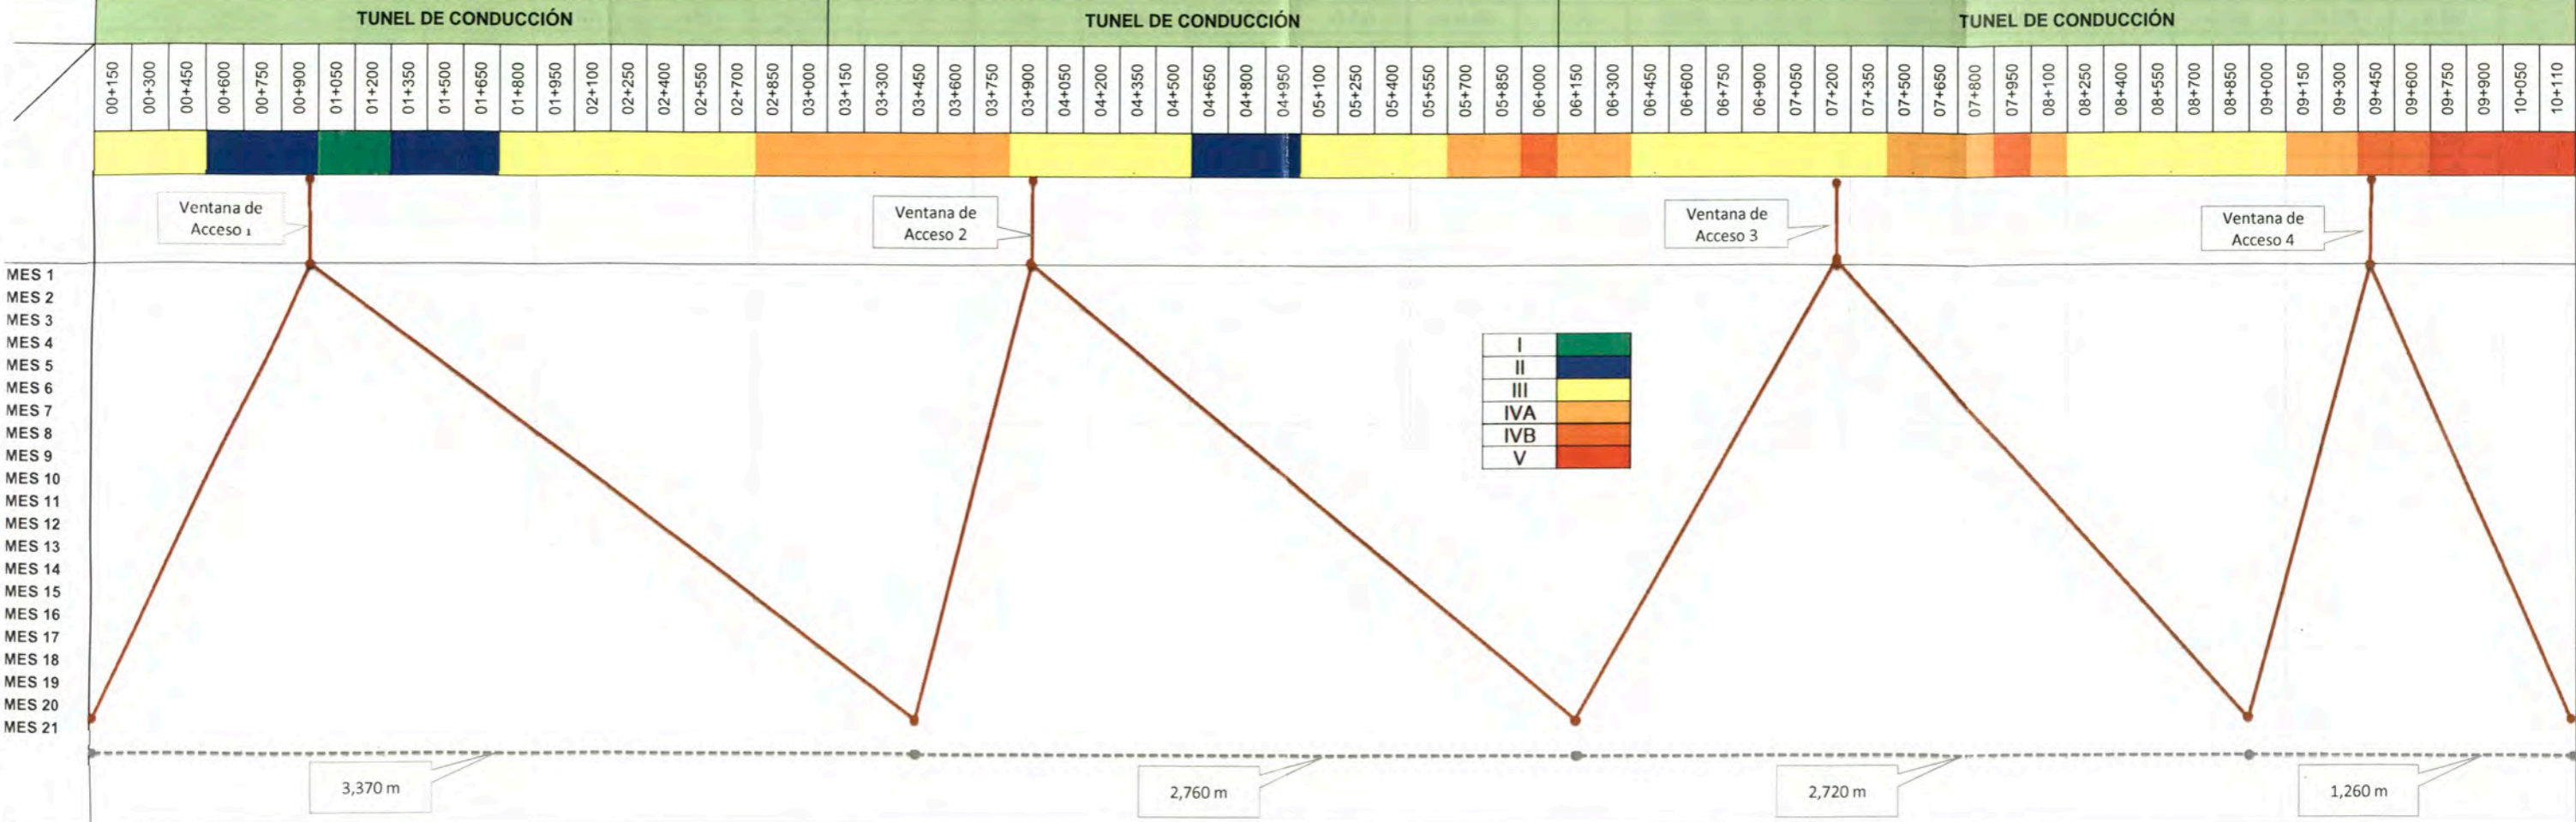 TUNEL DE CONDUCCIÓN
TUNEL DE CONDUCCIÓN
TUNEL DE CONDUCCIÓN
00+150
00+300
00+450
00+600
00+750
00+900
01+050
01+200
01+350
01+500
01+650
01+800
01+950
02+100
02+250
02+400
02+550
02+700
02+850
03+000
03+150
03+300
03+450
03+600
03+750
03+900
04+050
04+200
04+350
04+500
04+650
04+800
04+950
05+100
05+250
05+400
05+550
05+700
05+850
06+000
06+150
06+300
06+450
06+600
06+750
06+900
07+050
07+200
07+350
07+500
07+650
07+800
07+950
08+100
08+250
08+400
08+550
08+700
08+850
09+000
09+150
09+300
09+450
09+600
09+750
09+900
10+050
10+110
Ventana de
Acceso 1
Ventana de
Acceso 2
Ventana de
Acceso 3
Ventana de
Acceso 4
MES 1
MES 2
MES 3
MES 4
MES 5
MES 6
MES 7
MES 8
MES 9
MES 10
MES 11
MES 12
MES 13
MES 14
MES 15
MES 16
MES 17
MES 18
MES 19
MES 20
MES 21
I
II
III
IVA
IVB
V
3,370 m
2,760 m
2,720 m
1,260 m